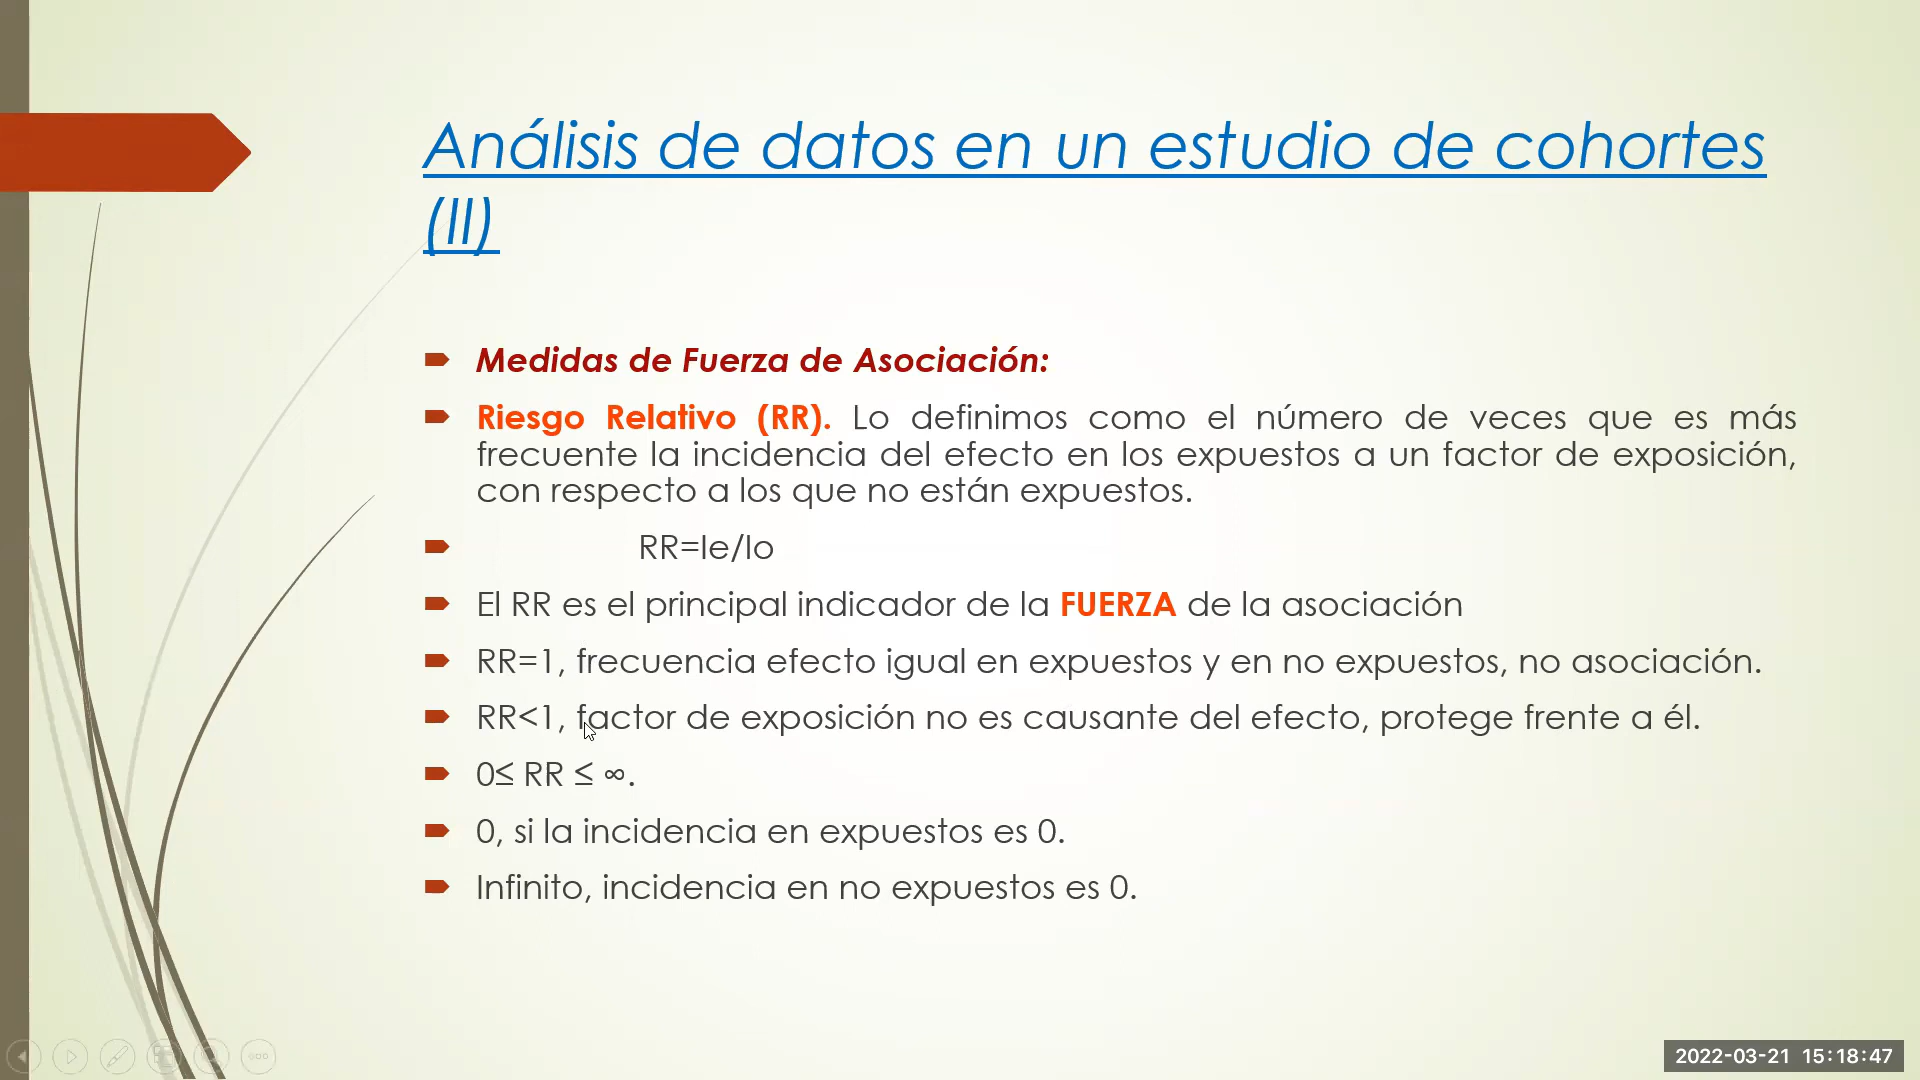 Análisis de datos en un estudio de cohortes
(II)
Medidas de Fuerza de Asociación:
Riesgo Relativo (RR). Lo definimos como el número de veces que es más
frecuente la incidencia del efecto en los expuestos a un factor de exposición,
con respecto a los que no están expuestos.
RR=Ie/Io
El RR es el principal indicador de la FUERZA de la asociación
RR=1, frecuencia efecto igual en expuestos y en no expuestos, no asociación.
RR<1, factor de exposición no es causante del efecto, protege frente a él.
0≤ RR ≤ ∞.
0, si la incidencia en expuestos es 0.
Infinito, incidencia en no expuestos es 0.
2022-03-21 15:18:47